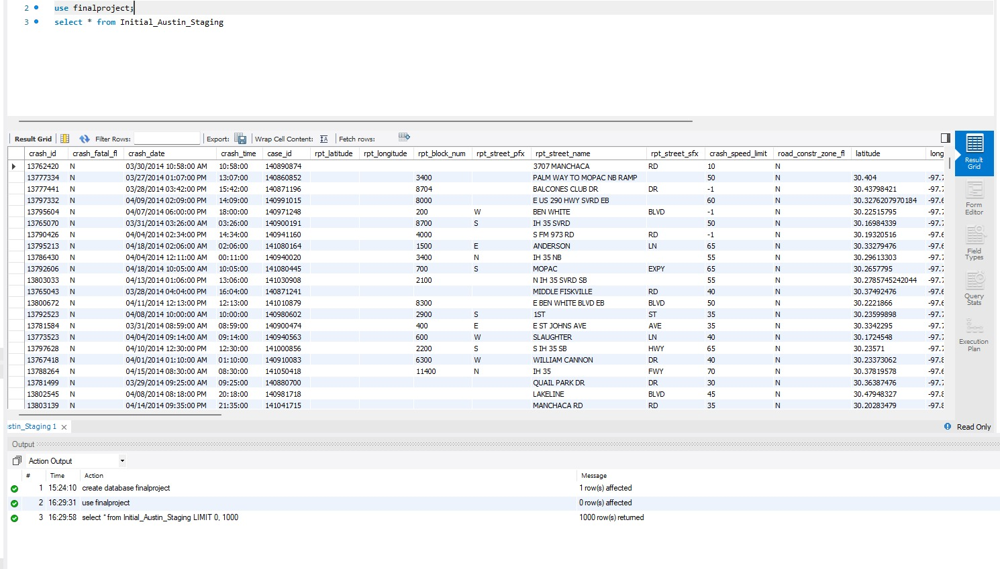 2 use finalproject;
3 select * from Initial_Austin_Staging
Result Grid Filter Rows: Export: Wrap Cell Content: Fetch rows:
crash_id crash_fatal_fl crash_date crash_time case_id rpt_latitude rpt_longitude rpt_block_num rpt_street_pfx rpt_street_name rpt_street_sfx crash_speed_limit road_constr_zone_fl latitude long
13762420 N 03/30/2014 10:58:00 AM 10:58:00 140890874 3707 MANCHACA RD 10 N
13777334 N 03/27/2014 01:07:00 PM 13:07:00 140860852 3400 PALM WAY TO MOPAC NB RAMP 50 N 30.404 -97.7
13777441 N 03/28/2014 03:42:00 PM 15:42:00 140871196 8704 BALCONES CLUB DR DR -1 N 30.43798421 -97.7
13797332 N 04/09/2014 02:09:00 PM 14:09:00 140991015 8000 E US 290 HWY SVRD EB 60 N 30.3276207970184 -97.6
13795604 N 04/07/2014 06:00:00 PM 18:00:00 140971248 200 W BEN WHITE BLVD -1 N 30.22515795 -97.7
13765070 N 03/31/2014 03:26:00 AM 03:26:00 140900191 8700 S IH 35 SVRD 50 N 30.16984339 -97.7
13790426 N 04/04/2014 02:34:00 PM 14:34:00 140941160 4000 S FM 973 RD RD -1 N 30.19320516 -97.6
13795213 N 04/18/2014 02:06:00 AM 02:06:00 141080164 1500 E ANDERSON LN 65 N 30.33279476 -97.6
13786430 N 04/04/2014 12:11:00 AM 00:11:00 140940020 3400 N IH 35 NB 55 N 30.29613303 -97.7
13792606 N 04/18/2014 10:05:00 AM 10:05:00 141080445 700 S MOPAC EXPY 65 N 30.2657795 -97.7
13803033 N 04/13/2014 01:06:00 PM 13:06:00 141030908 2100 N IH 35 SVRD SB 55 N 30.2785745242044 -97.7
13765043 N 03/28/2014 04:04:00 PM 16:04:00 140871241 MIDDLE FISKVILLE RD 40 N 30.37492476 -97.6
13800672 N 04/11/2014 12:13:00 PM 12:13:00 141010879 8300 E BEN WHITE BLVD EB BLVD 50 N 30.2221866 -97.6
13792523 N 04/08/2014 10:00:00 AM 10:00:00 140980602 2900 S 1ST ST 35 N 30.23599898 -97.7
13781584 N 03/31/2014 08:59:00 AM 08:59:00 140900474 400 E E ST JOHNS AVE AVE 35 N 30.3342295 -97.7
13773523 N 04/04/2014 09:14:00 AM 09:14:00 140940563 600 W SLAUGHTER LN 40 N 30.1724548 -97.7
13797628 N 04/10/2014 12:30:00 PM 12:30:00 141000856 2200 S S IH 35 SB HWY 65 N 30.23571 -97.7
13767418 N 04/01/2014 01:10:00 AM 01:10:00 140910083 6300 W WILLIAM CANNON DR 40 N 30.23373062 -97.8
13788264 N 04/15/2014 08:30:00 AM 08:30:00 141050418 11400 N IH 35 FWY 70 N 30.37819578 -97.6
13781499 N 03/29/2014 09:25:00 AM 09:25:00 140880700 QUAIL PARK DR DR 30 N 30.36387476 -97.7
13802545 N 04/08/2014 08:18:00 PM 20:18:00 140981718 LAKELINE BLVD 45 N 30.47948327 -97.8
13803139 N 04/14/2014 09:35:00 PM 21:35:00 141041715 MANCHACA RD RD 35 N 30.20283479 -97.8
Result
Grid
Form
Editor
Field
Types
Query
Stats
Execution
Plan
stin_Staging 1 Read Only
Output
Action Output
# Time Action Message
1 15:24:10 create database finalproject 1 row(s) affected
2 16:29:31 use finalproject 0 row(s) affected
3 16:29:58 select * from Initial_Austin_Staging LIMIT 0, 1000 1000 row(s) returned